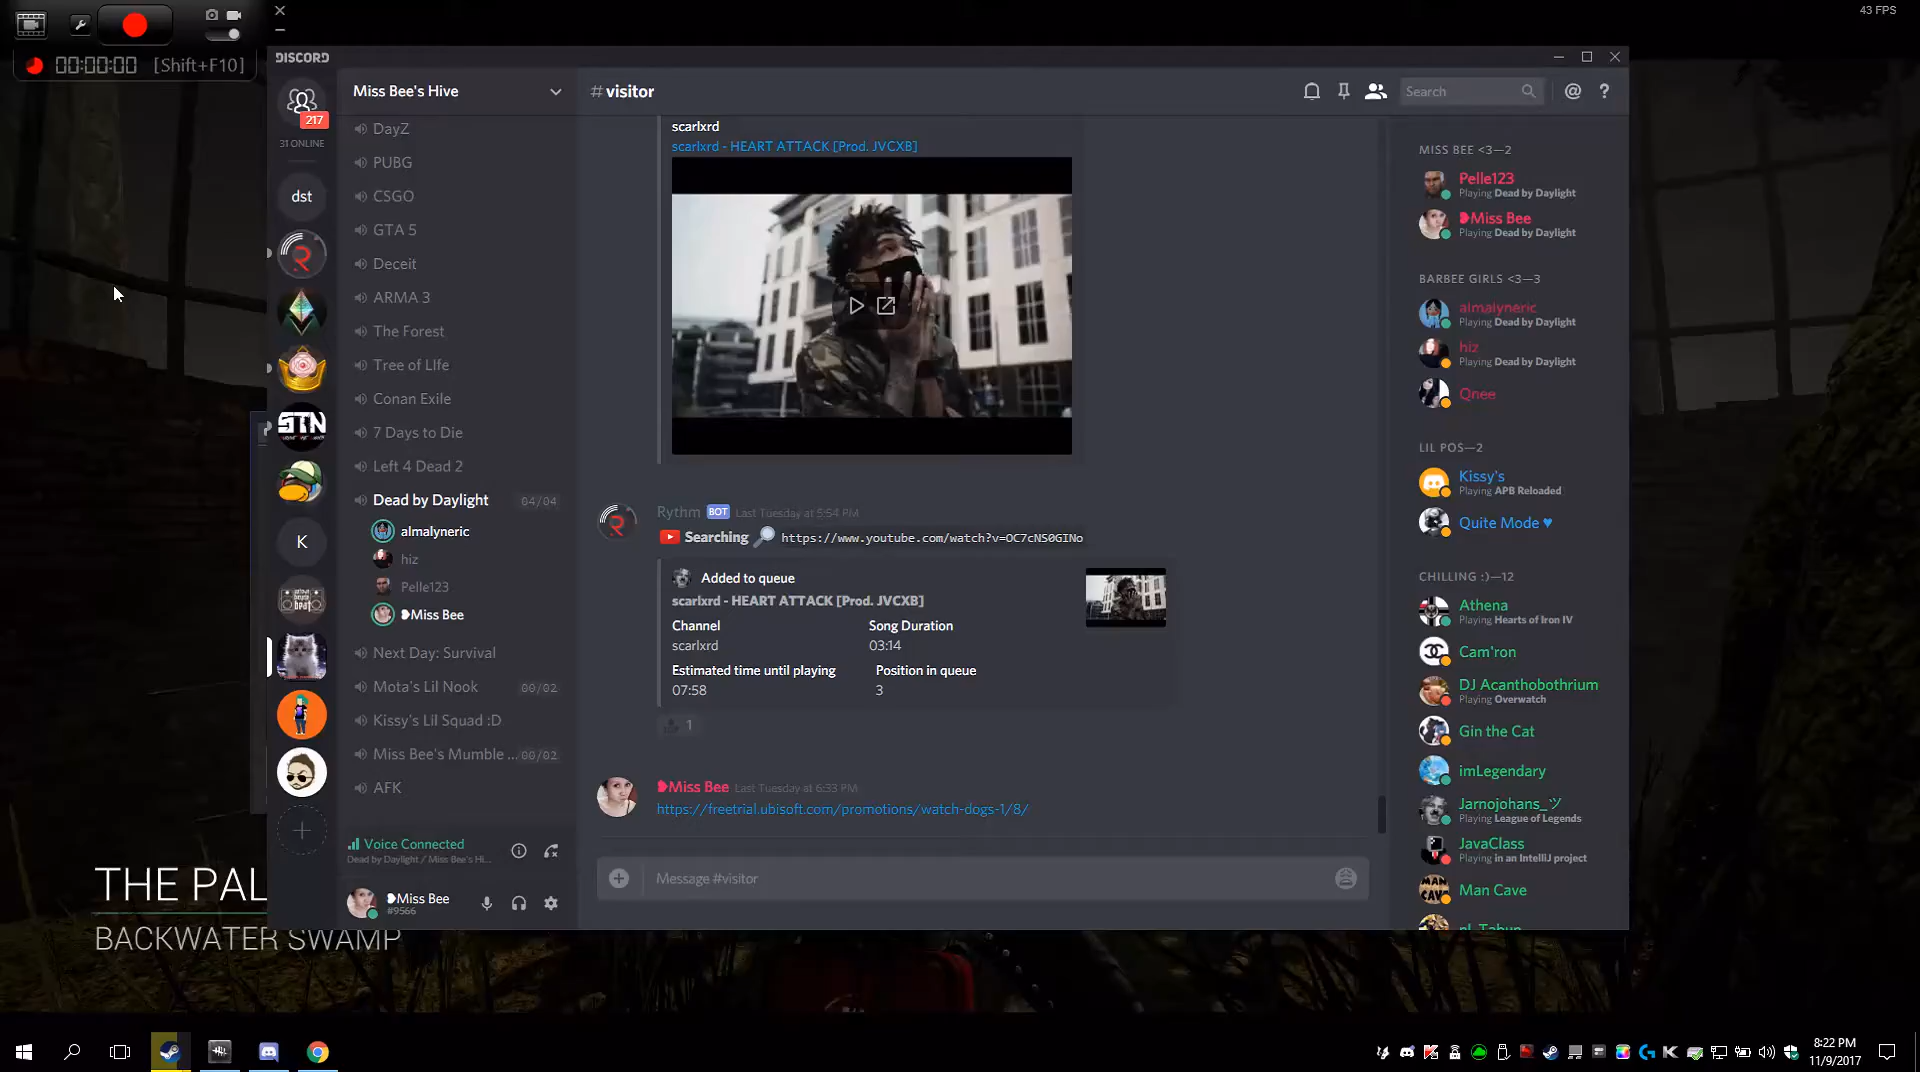 43 FPS
00:00:00 [Shift+F10]
DISCORD
217
31 ONLINE
dst
STN
K
Miss Bee's Hive
DayZ
PUBG
CSGO
GTA 5
Deceit
ARMA 3
The Forest
Tree of LIfe
Conan Exile
7 Days to Die
Left 4 Dead 2
Dead by Daylight 04/04
almalyneric
hiz
Pelle123
❥Miss Bee
Next Day: Survival
Mota's Lil Nook 00/02
Kissy's Lil Squad :D
Miss Bee's Mumble ... 00/02
AFK
Voice Connected
Dead by Daylight / Miss Bee's Hi...
❥Miss Bee
#9566
#visitor
Search
scarlxrd
scarlxrd - HEART ATTACK [Prod. JVCXB]
Rythm BOT Last Tuesday at 5:54 PM
Searching https://www.youtube.com/watch?v=OC7cNS0GINo
Added to queue
scarlxrd - HEART ATTACK [Prod. JVCXB]
Channel Song Duration
scarlxrd 03:14
Estimated time until playing Position in queue
07:58 3
1
❥Miss Bee Last Tuesday at 6:33 PM
https://freetrial.ubisoft.com/promotions/watch-dogs-1/8/
Message #visitor
MISS BEE <3—2
Pelle123
Playing Dead by Daylight
❥Miss Bee
Playing Dead by Daylight
BARBEE GIRLS <3—3
almalyneric
Playing Dead by Daylight
hiz
Playing Dead by Daylight
Qnee
LIL POS—2
Kissy's
Playing APB Reloaded
Quite Mode ♥
CHILLING :)—12
Athena
Playing Hearts of Iron IV
Cam'ron
DJ Acanthobothrium
Playing Overwatch
Gin the Cat
imLegendary
Jarnojohans_ツ
Playing League of Legends
JavaClass
Playing in an IntelliJ project
MAN CAVE
Man Cave
THE PAL
BACKWATER SWAMP
8:22 PM
11/9/2017